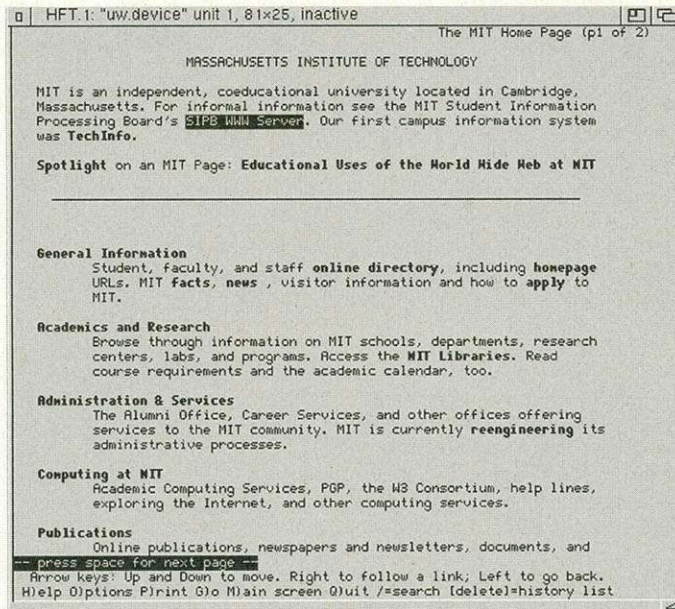 HFT.1: "uw.device" unit 1, 81×25, inactive
The MIT Home Page (p1 of 2)
MASSACHUSETTS INSTITUTE OF TECHNOLOGY
MIT is an independent, coeducational university located in Cambridge,
Massachusetts. For informal information see the MIT Student Information
Processing Board's SIPB WWW Server. Our first campus information system
was TechInfo.
Spotlight on an MIT Page: Educational Uses of the World Wide Web at MIT
General Information
Student, faculty, and staff online directory, including homepage
URLs. MIT facts, news , visitor information and how to apply to
MIT.
Academics and Research
Browse through information on MIT schools, departments, research
centers, labs, and programs. Access the MIT Libraries. Read
course requirements and the academic calendar, too.
Administration & Services
The Alumni Office, Career Services, and other offices offering
services to the MIT community. MIT is currently reengineering its
administrative processes.
Computing at MIT
Academic Computing Services, PGP, the W3 Consortium, help lines,
exploring the Internet, and other computing services.
Publications
Online publications, newspapers and newsletters, documents, and
-- press space for next page --
Arrow keys: Up and Down to move. Right to follow a link; Left to go back.
H)elp O)ptions P)rint G)o M)ain screen Q)uit /=search [delete]=history list